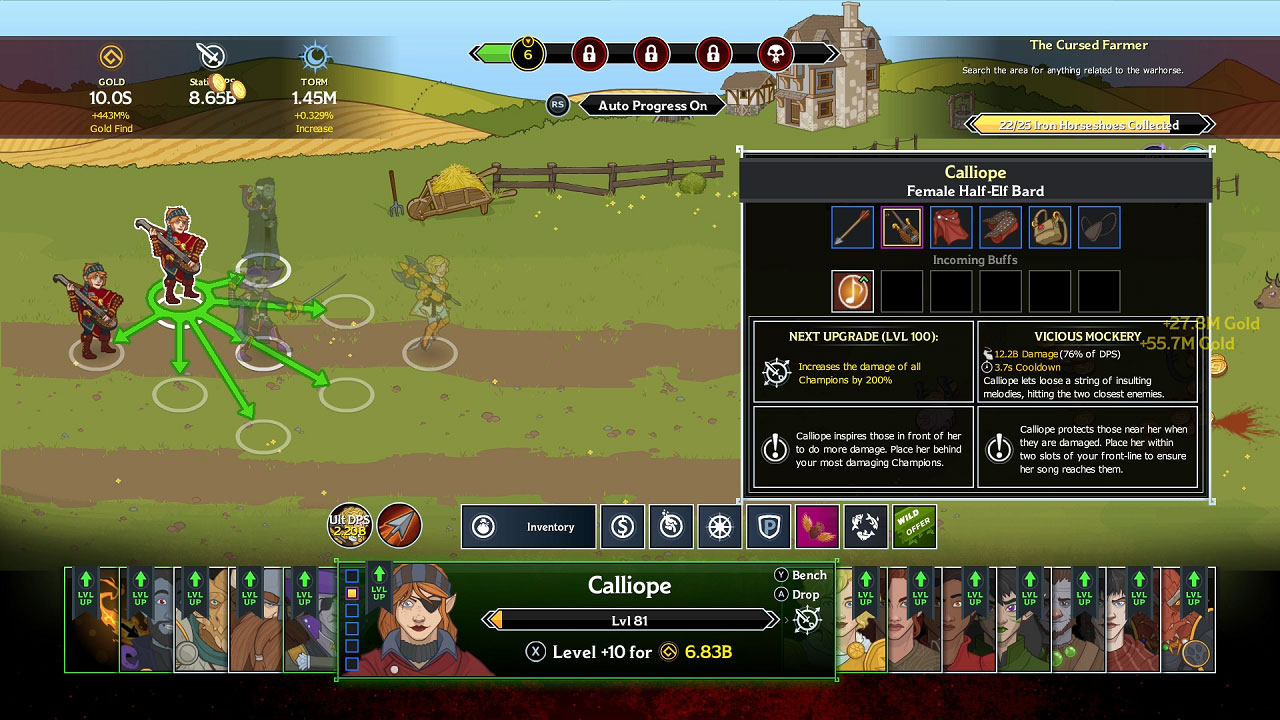 GOLD
10.0S
+443M%
Gold Find
8.65B
TORM
1.45M
+0.329%
Increase
6
RS
Auto Progress On
The Cursed Farmer
Search the area for anything related to the warhorse.
22/25 Iron Horseshoes Collected
Calliope
Female Half-Elf Bard
Incoming Buffs
NEXT UPGRADE (LVL 100):
Increases the damage of all
Champions by 200%
VICIOUS MOCKERY
12.2B Damage(76% of DPS)
3.7s Cooldown
Calliope lets loose a string of insulting
melodies, hitting the two closest enemies.
Calliope inspires those in front of her
to do more damage. Place her behind
your most damaging Champions.
Calliope protects those near her when
they are damaged. Place her within
two slots of your front-line to ensure
her song reaches them.
+27.8M Gold
+55.7M Gold
Ult DPS
2.23B
Inventory
P
WILD
OFFER
LVL
UP
LVL
UP
LVL
UP
LVL
UP
LVL
UP
LVL
UP
Calliope
Lvl 81
X Level +10 for 6.83B
Y Bench
A Drop
LVL
UP
LVL
UP
LVL
UP
LVL
UP
LVL
UP
LVL
UP
LVL
UP